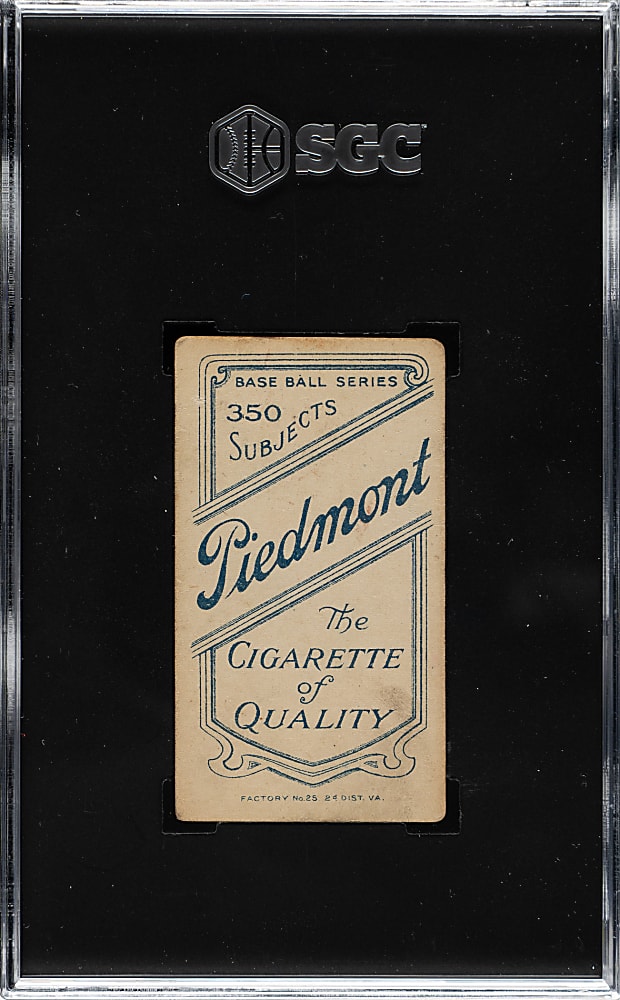 SGC
BASE BALL SERIES
350
SUBJECTS
Piedmont
The
CIGARETTE
of
QUALITY
FACTORY No. 25 2d DIST. VA.